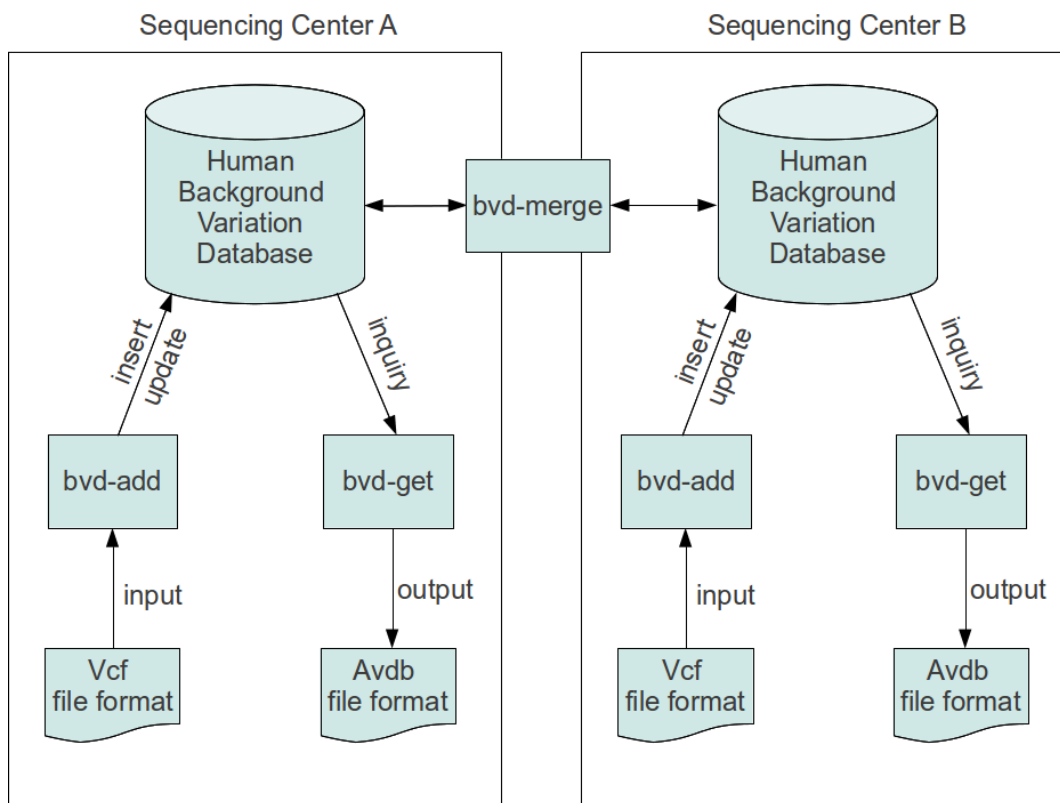 Sequencing Center A
Sequencing Center B
Human
Background
Variation
Database
bvd-merge
Human
Background
Variation
Database
insert
update
inquiry
insert
update
inquiry
bvd-add
bvd-get
bvd-add
bvd-get
input
output
input
output
Vcf
file format
Avdb
file format
Vcf
file format
Avdb
file format